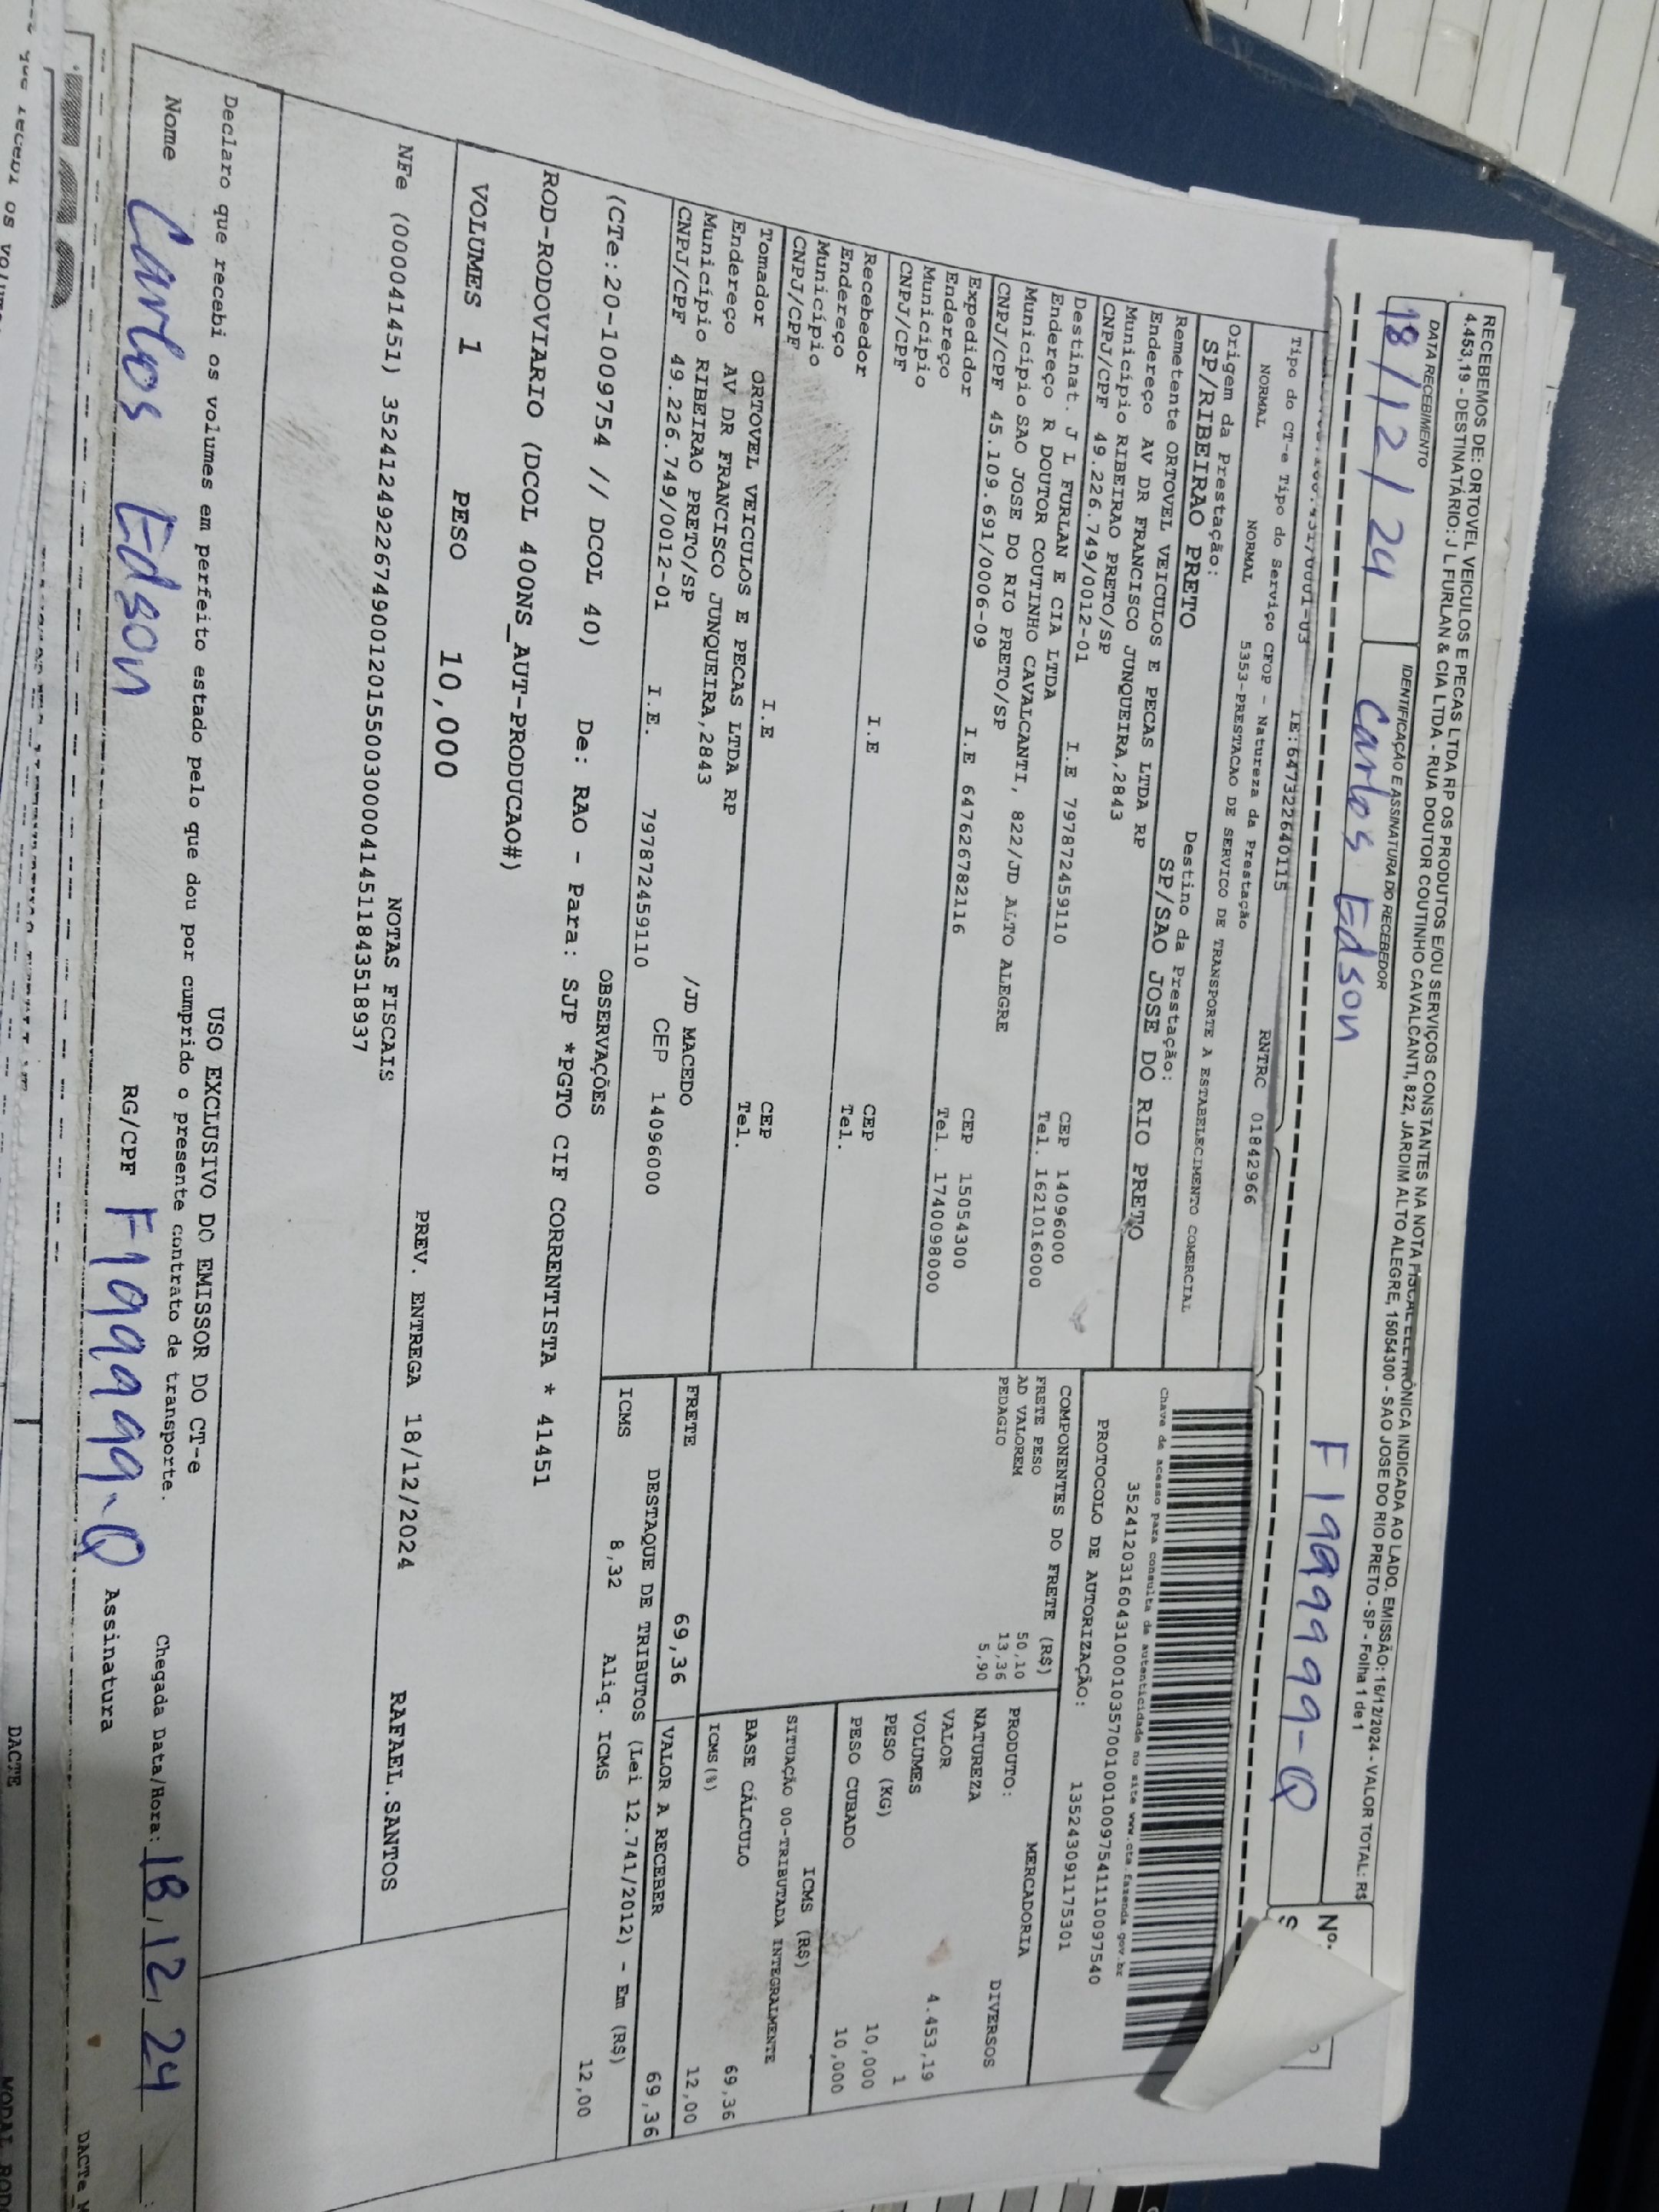 RECEBEMOS DE: ORTOVEL VEICULOS E PECAS LTDA RP OS PRODUTOS E/OU SERVIÇOS CONSTANTES NA NOTA FISCAL ELETRÔNICA INDICADA AO LADO. EMISSÃO: 16/12/2024 - VALOR TOTAL: R$
4.453,19 - DESTINATÁRIO: J L FURLAN & CIA LTDA - RUA DOUTOR COUTINHO CAVALCANTI, 822, JARDIM ALTO ALEGRE, 15054300 - SAO JOSE DO RIO PRETO - SP - Folha 1 de 1
Nº.
DATA RECEBIMENTO IDENTIFICAÇÃO E ASSINATURA DO RECEBEDOR
18/12/24 Carlos Edson F199999-Q
IE: 647322640115 RNTRC 01842966
Tipo do CT-e Tipo do Serviço CFOP - Natureza da Prestação
NORMAL NORMAL 5353-PRESTACAO DE SERVICO DE TRANSPORTE A ESTABELECIMENTO COMERCIAL
Origem da Prestação: Destino da Prestação:
SP/RIBEIRAO PRETO SP/SAO JOSE DO RIO PRETO
Remetente ORTOVEL VEICULOS E PECAS LTDA RP
Endereço AV DR FRANCISCO JUNQUEIRA,2843
Município RIBEIRAO PRETO/SP CEP 14096000
CNPJ/CPF 49.226.749/0012-01 I.E 797872459110 Tel. 1621016000
Destinat. J L FURLAN E CIA LTDA
Endereço R DOUTOR COUTINHO CAVALCANTI, 822/JD ALTO ALEGRE
Município SAO JOSE DO RIO PRETO/SP CEP 15054300
CNPJ/CPF 45.109.691/0006-09 I.E 647626782116 Tel. 1740098000
Expedidor
Endereço
Município CEP
CNPJ/CPF I.E Tel.
Recebedor
Endereço
Município CEP
CNPJ/CPF I.E Tel.
Tomador ORTOVEL VEICULOS E PECAS LTDA RP
Endereço AV DR FRANCISCO JUNQUEIRA,2843 /JD MACEDO
Município RIBEIRAO PRETO/SP CEP 14096000
CNPJ/CPF 49.226.749/0012-01 I.E. 797872459110
Chave de acesso para consulta de autenticidade no site www.cte.fazenda.gov.br
35241203160431000103570010010097541110097540
PROTOCOLO DE AUTORIZAÇÃO: 135243091175301
COMPONENTES DO FRETE (R$)
FRETE PESO 50,10
AD VALOREM 13,36
PEDAGIO 5,90
MERCADORIA
PRODUTO: DIVERSOS
NATUREZA
VALOR 4.453,19
VOLUMES 1
PESO (KG) 10,000
PESO CUBADO 10,000
ICMS (R$)
SITUAÇÃO 00-TRIBUTADA INTEGRALMENTE
BASE CÁLCULO 69,36
ICMS(%) 12,00
FRETE 69,36 VALOR A RECEBER 69,36
DESTAQUE DE TRIBUTOS (Lei 12.741/2012) - Em (R$)
ICMS 8,32 Aliq. ICMS 12,00
OBSERVAÇÕES
(CTe:20-1009754 // DCOL 40) De: RAO - Para: SJP *PGTO CIF CORRENTISTA * 41451
ROD-RODOVIARIO (DCOL 400NS_AUT-PRODUCAO#)
VOLUMES 1 PESO 10,000 PREV. ENTREGA 18/12/2024 RAFAEL.SANTOS
NOTAS FISCAIS
NFe (000041451) 35241249226749001201550030000414511843518937
USO EXCLUSIVO DO EMISSOR DO CT-e
Declaro que recebi os volumes em perfeito estado pelo que dou por cumprido o presente contrato de transporte.
Nome Carlos Edson RG/CPF F199999-Q Assinatura
Chegada Data/Hora: 18/12/24
DACTE